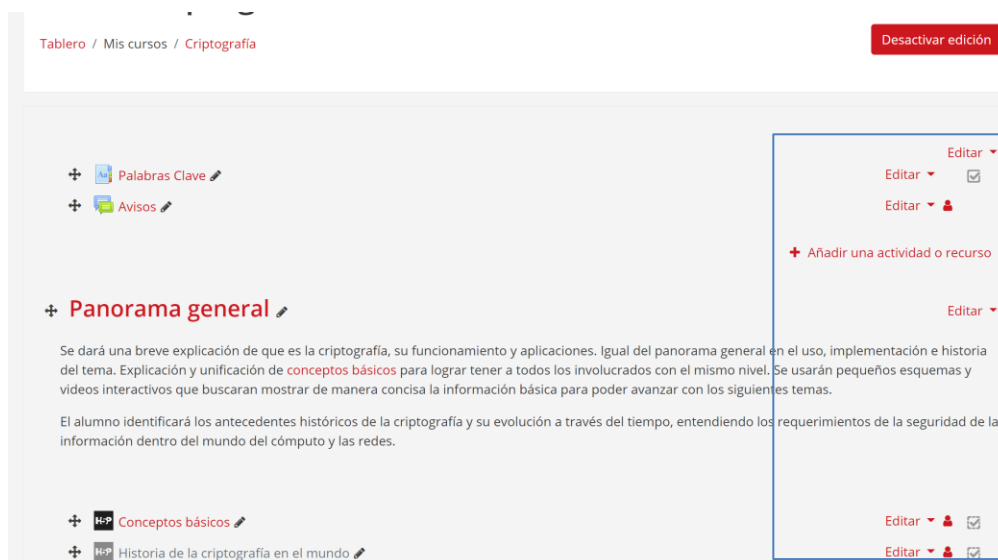 Tablero / Mis cursos / Criptografía
Desactivar edición
Editar
Palabras Clave
Editar
Avisos
Editar
Añadir una actividad o recurso
Panorama general
Editar
Se dará una breve explicación de que es la criptografía, su funcionamiento y aplicaciones. Igual del panorama general en el uso, implementación e historia
del tema. Explicación y unificación de conceptos básicos para lograr tener a todos los involucrados con el mismo nivel. Se usarán pequeños esquemas y
videos interactivos que buscaran mostrar de manera concisa la información básica para poder avanzar con los siguientes temas.
El alumno identificará los antecedentes históricos de la criptografía y su evolución a través del tiempo, entendiendo los requerimientos de la seguridad de la
información dentro del mundo del cómputo y las redes.
H-P Conceptos básicos
Editar
H-P Historia de la criptografía en el mundo
Editar